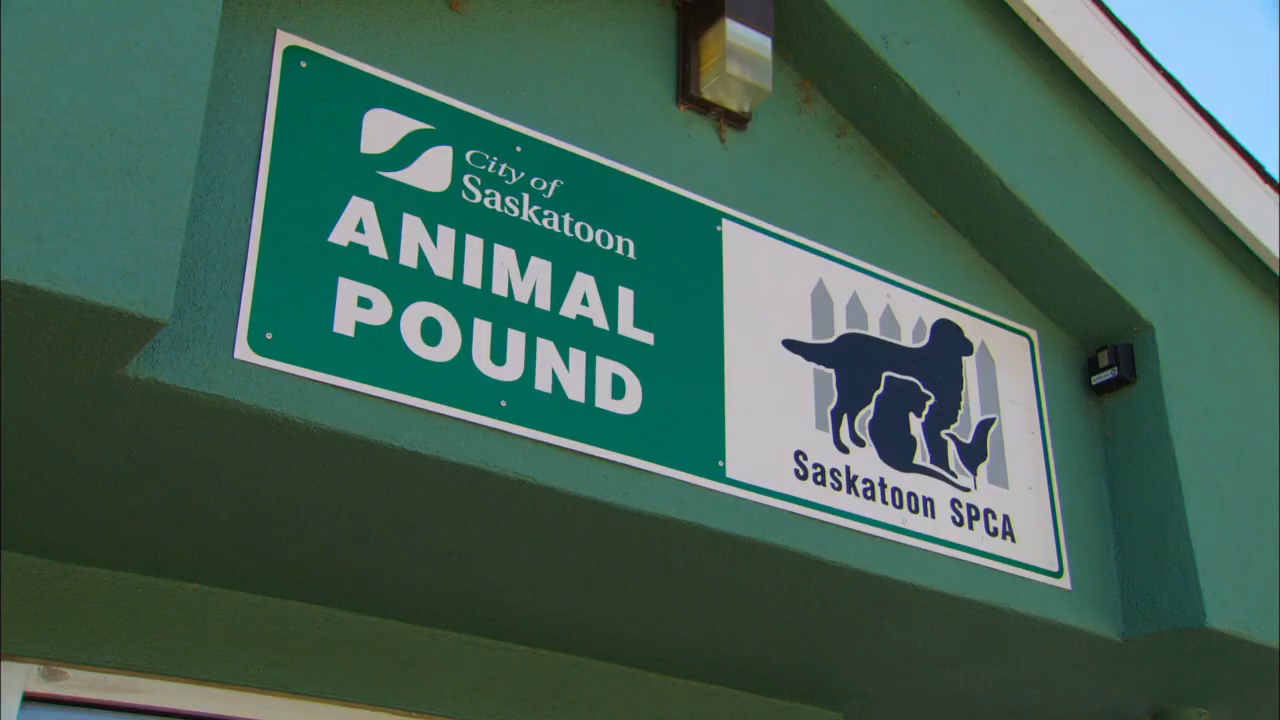 City of
Saskatoon
ANIMAL
POUND
Saskatoon SPCA